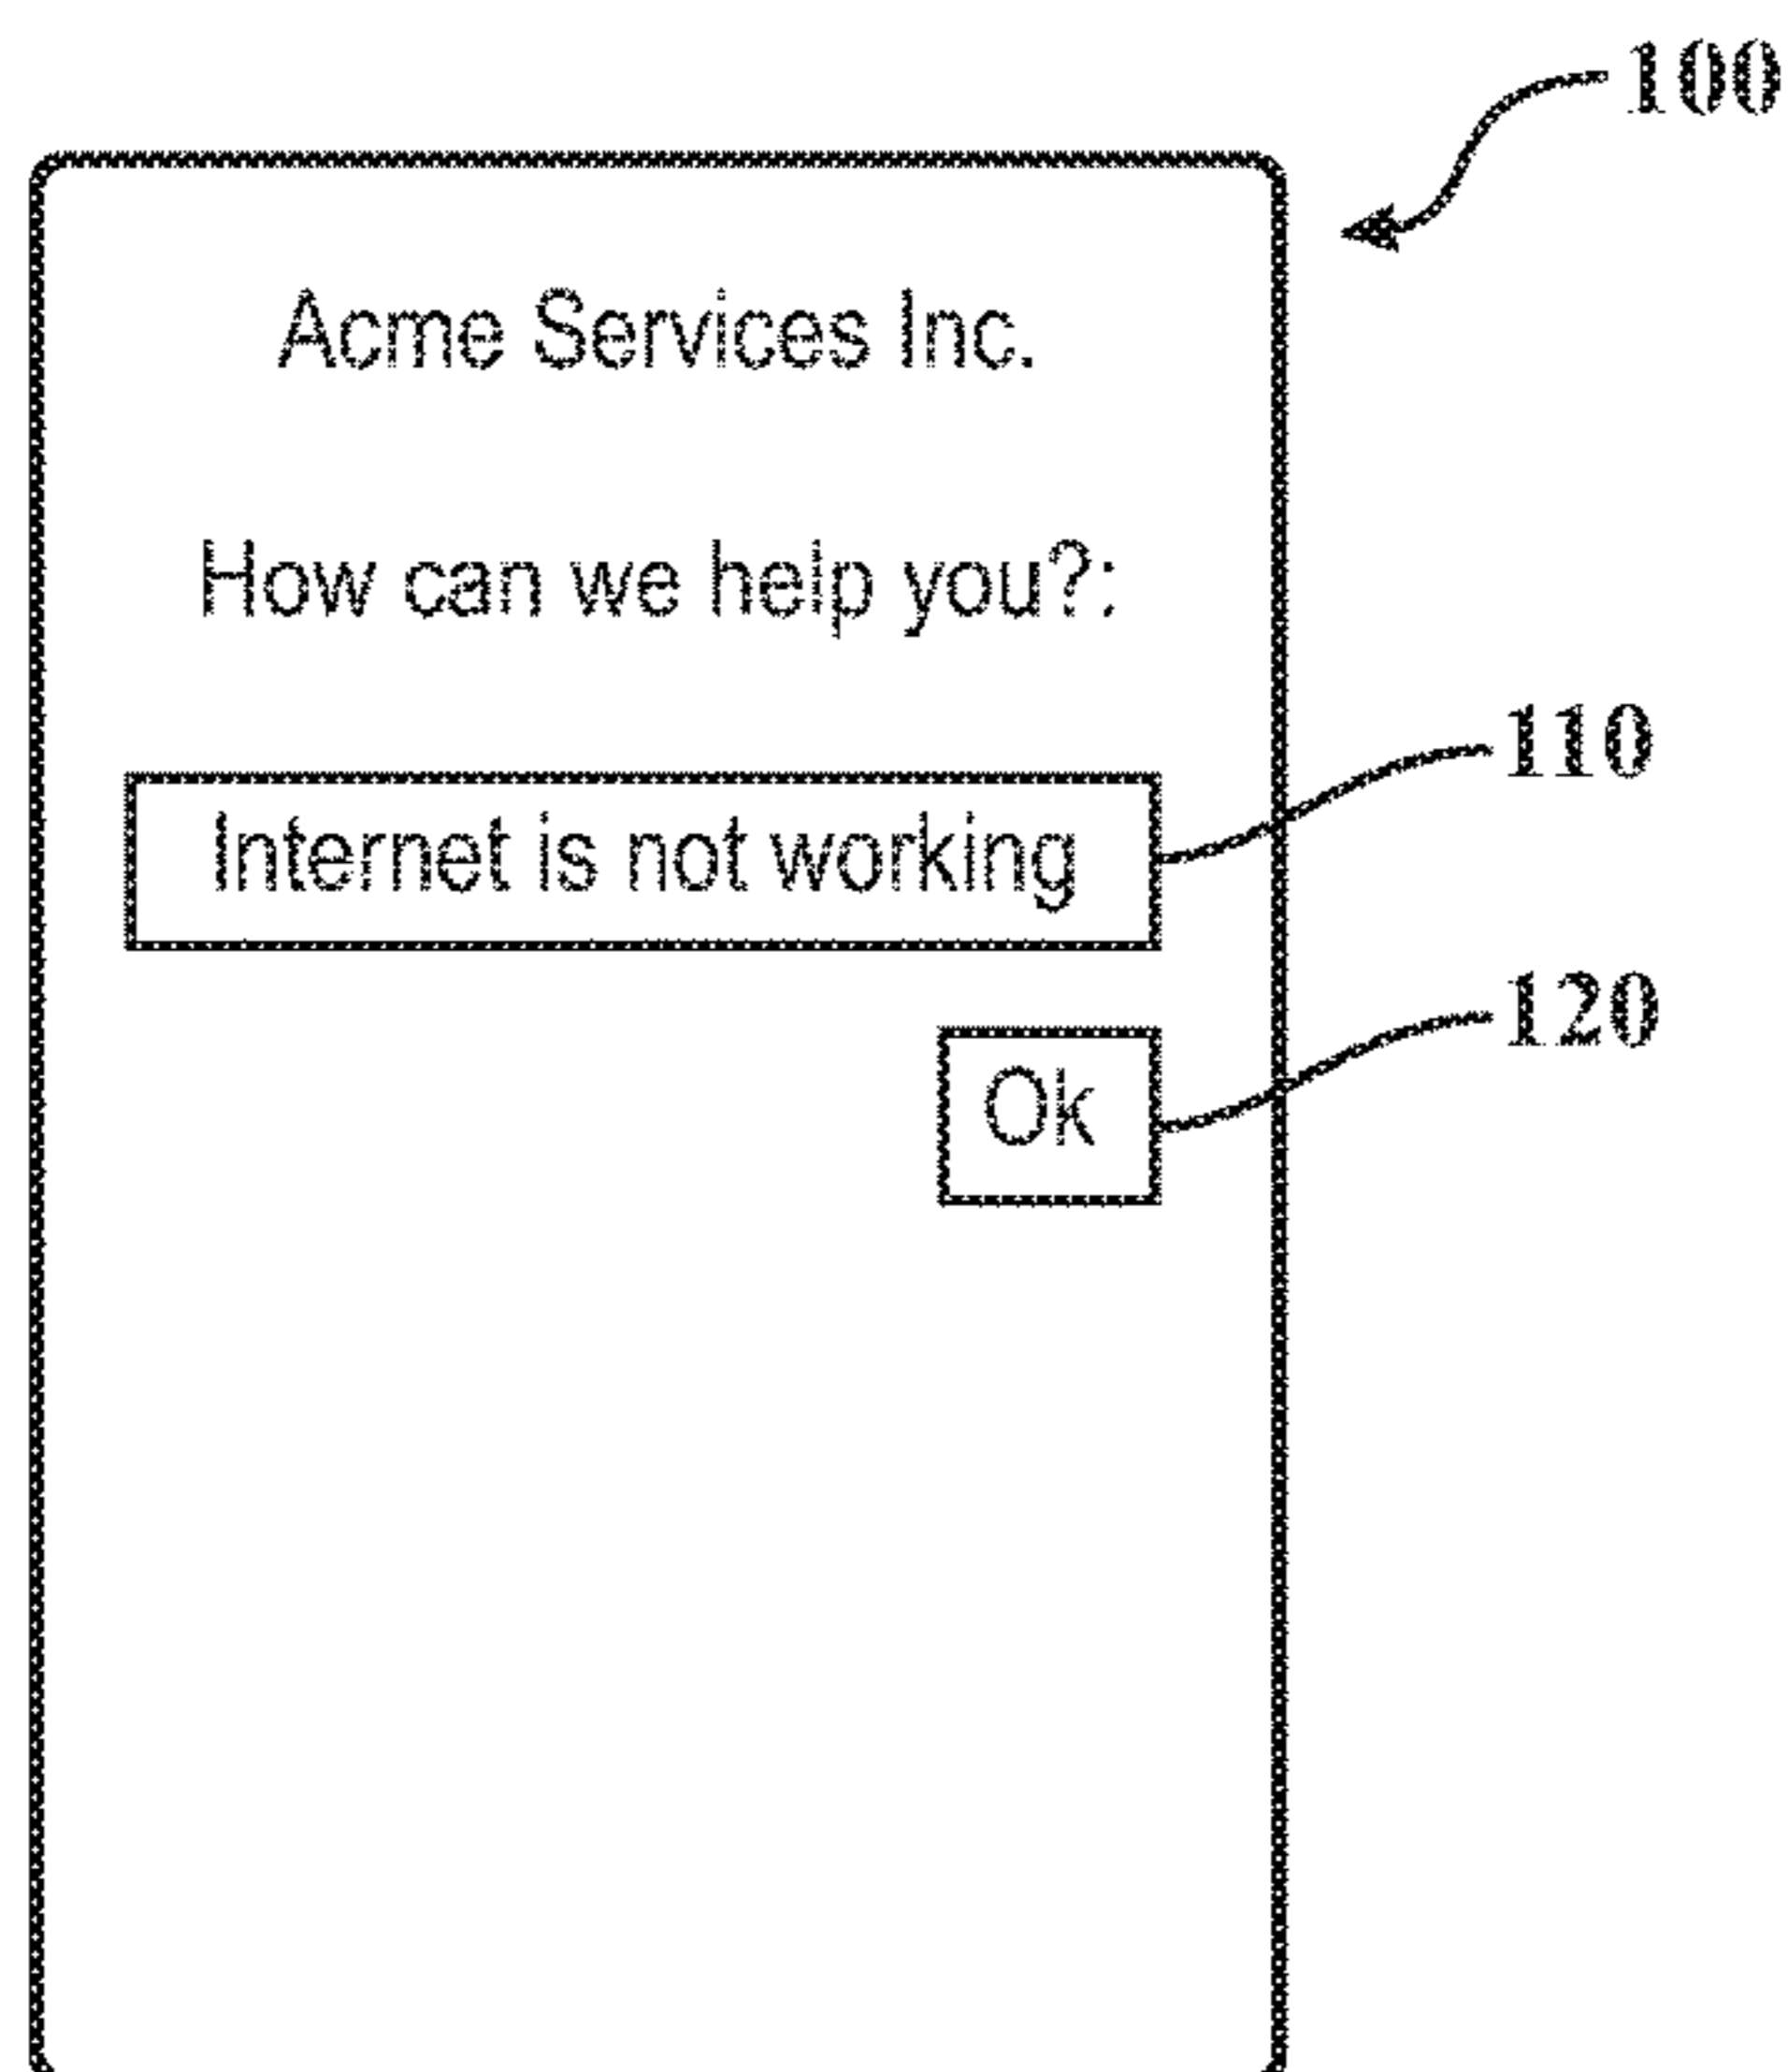 100
Acme Services Inc.
How can we help you?:
110
Internet is not working
120
Ok